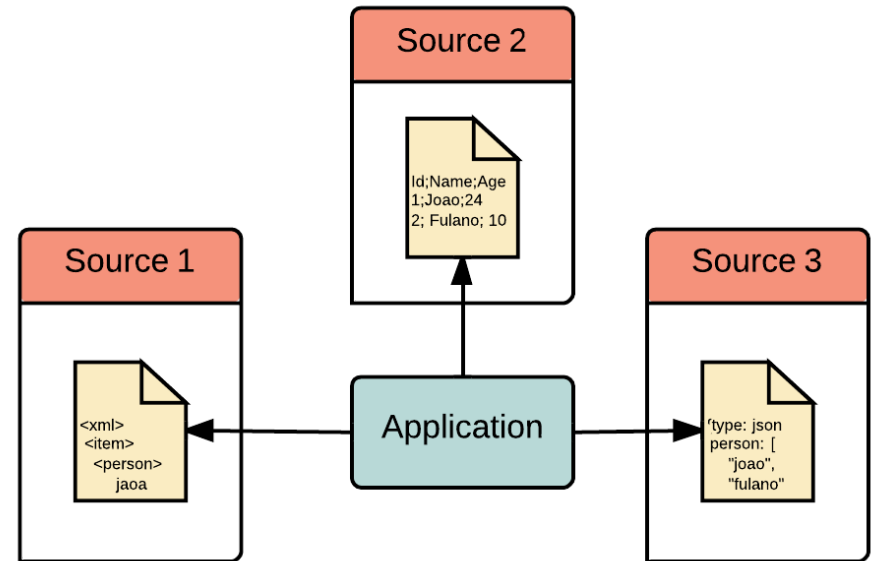 Source 2
Id;Name;Age
1;Joao;24
2; Fulano; 10
Source 1
<xml>
<item>
<person>
jaoa
Application
Source 3
type: json
person: [
"joao",
"fulano"